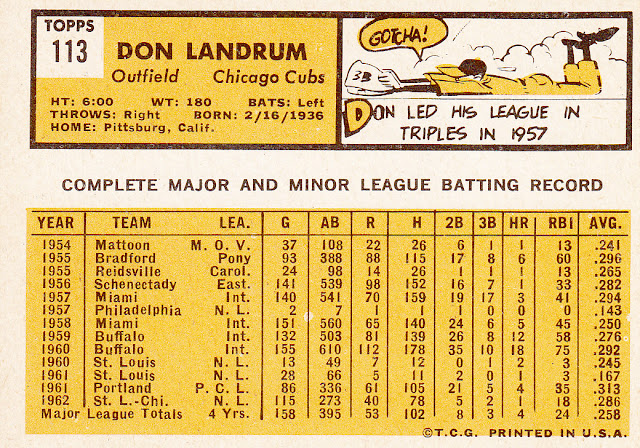 TOPPS
113
DON LANDRUM
Outfield Chicago Cubs
HT: 6:00 WT: 180 BATS: Left
THROWS: Right BORN: 2/16/1936
HOME: Pittsburg, Calif.
GOTCHA!
3B
DON LED HIS LEAGUE IN
TRIPLES IN 1957
COMPLETE MAJOR AND MINOR LEAGUE BATTING RECORD
YEAR TEAM LEA. G AB R H 2B 3B HR RBI AVG.
1954 Mattoon M. O. V. 37 108 22 26 6 1 1 13 .241
1955 Bradford Pony 93 388 88 115 17 8 6 60 .296
1955 Reidsville Carol. 24 98 14 26 1 1 1 13 .265
1956 Schenectady East. 141 539 98 152 16 7 1 33 .282
1957 Miami Int. 140 541 70 159 19 17 3 41 .294
1957 Philadelphia N. L. 2 7 1 1 1 0 0 0 .143
1958 Miami Int. 151 560 65 140 24 6 5 45 .250
1959 Buffalo Int. 132 503 81 139 26 8 12 58 .276
1960 Buffalo Int. 155 610 112 178 35 10 18 75 .292
1960 St. Louis N. L. 13 49 7 12 0 1 2 3 .245
1961 St. Louis N. L. 28 66 5 11 2 0 1 3 .167
1961 Portland P. C. L. 86 336 61 105 21 5 4 35 .313
1962 St. L.-Chi. N. L. 115 273 40 78 5 2 1 18 .286
Major League Totals 4 Yrs. 158 395 53 102 8 3 4 24 .258
©T.C.G. PRINTED IN U.S.A.